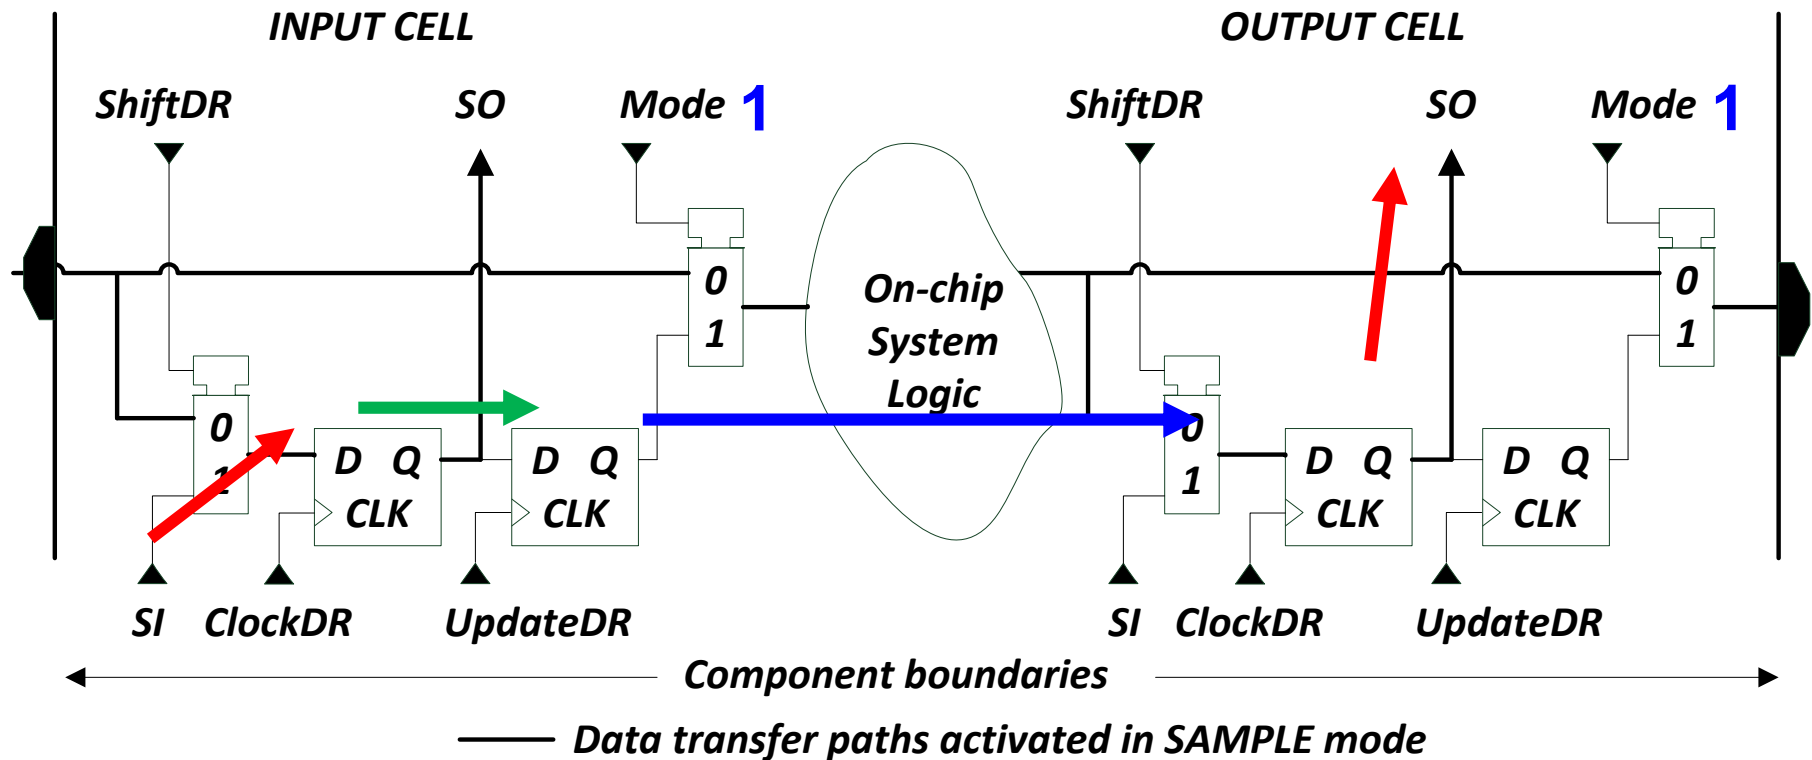 INPUT CELL
OUTPUT CELL
ShiftDR
SO
Mode 1
ShiftDR
SO
Mode 1
0
1
On-chip
System
Logic
0
1
0
1
D Q
CLK
D Q
CLK
0
1
D Q
CLK
D Q
CLK
SI
ClockDR
UpdateDR
SI
ClockDR
UpdateDR
Component boundaries
Data transfer paths activated in SAMPLE mode